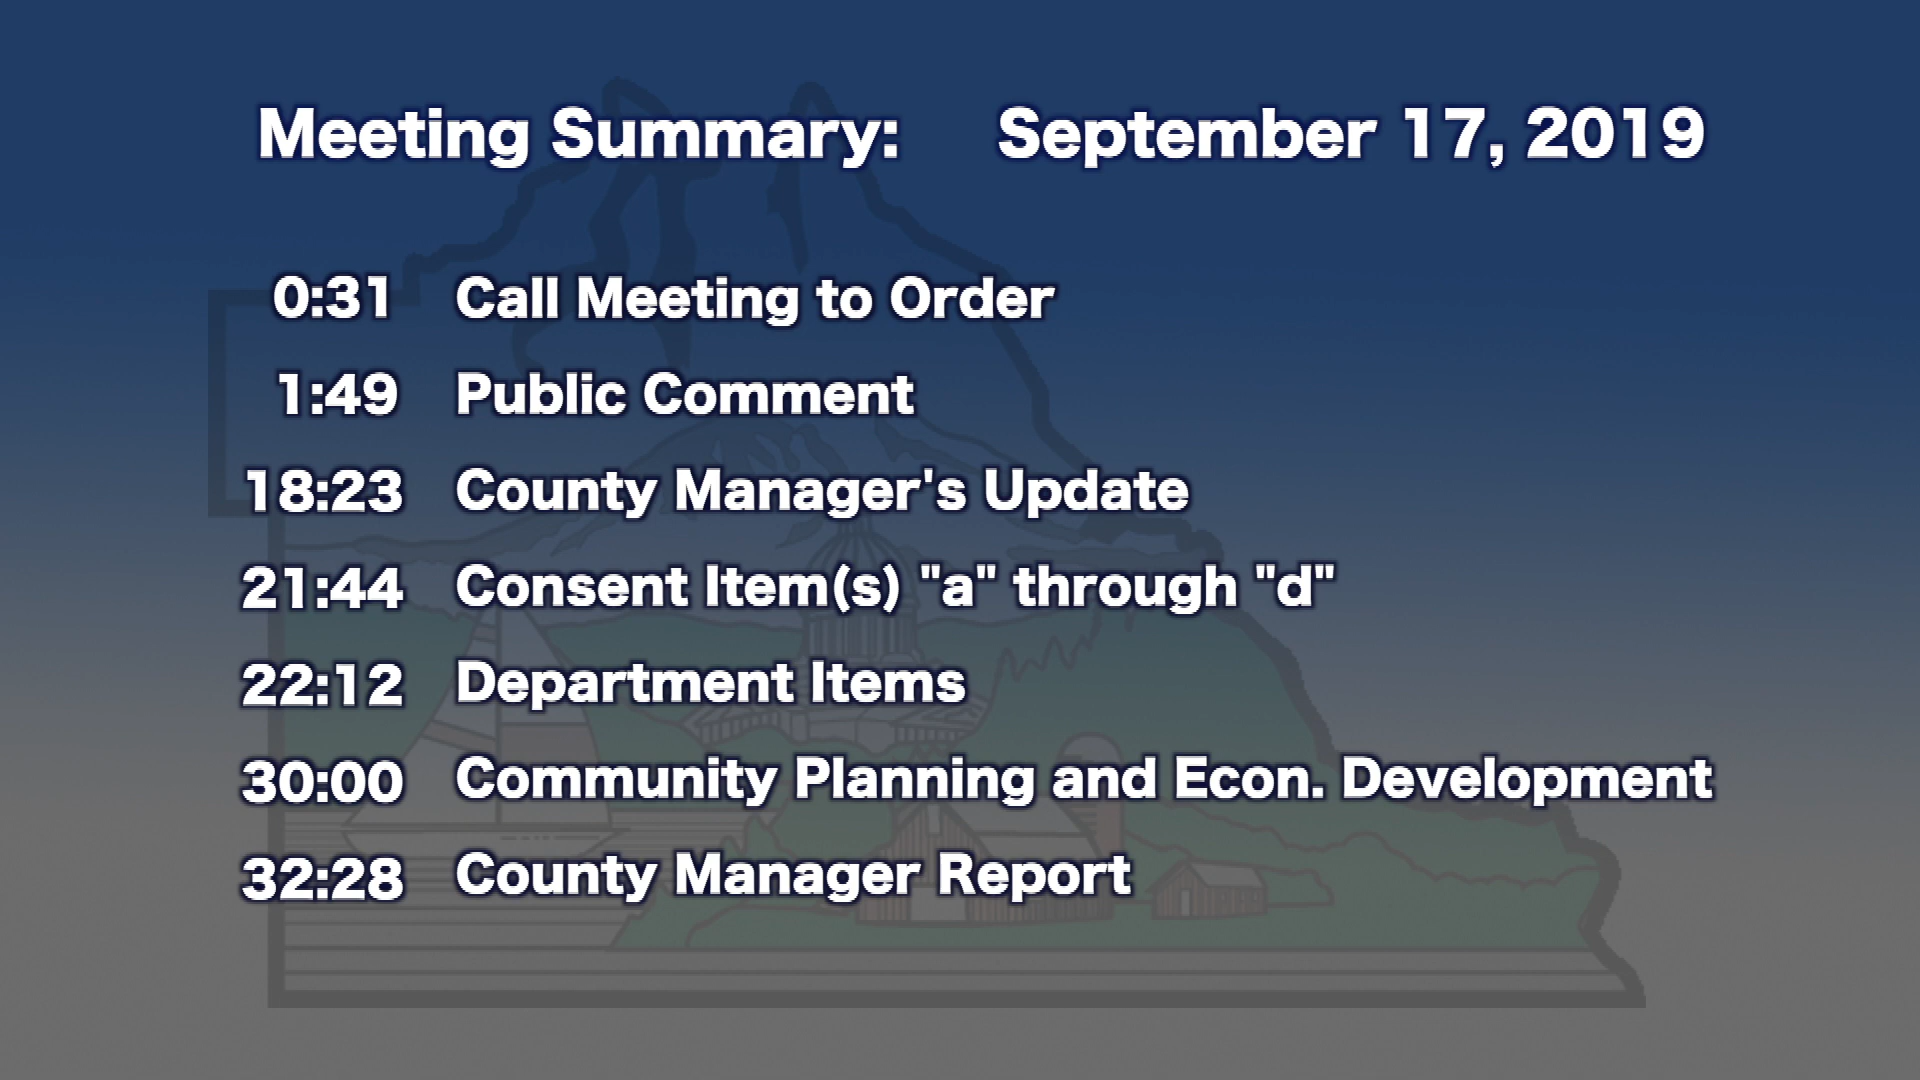 Meeting Summary: September 17, 2019
0:31 Call Meeting to Order
1:49 Public Comment
18:23 County Manager's Update
21:44 Consent Item(s) "a" through "d"
22:12 Department Items
30:00 Community Planning and Econ. Development
32:28 County Manager Report